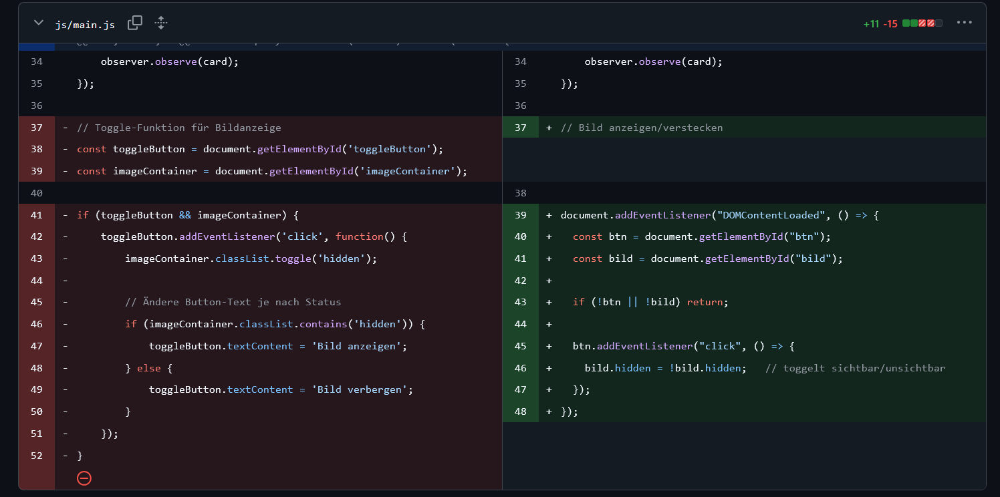 js/main.js
+11 -15
34 observer.observe(card);
35 });
36
37 - // Toggle-Funktion für Bildanzeige
38 - const toggleButton = document.getElementById('toggleButton');
39 - const imageContainer = document.getElementById('imageContainer');
40
41 - if (toggleButton && imageContainer) {
42 - toggleButton.addEventListener('click', function() {
43 - imageContainer.classList.toggle('hidden');
44 -
45 - // Ändere Button-Text je nach Status
46 - if (imageContainer.classList.contains('hidden')) {
47 - toggleButton.textContent = 'Bild anzeigen';
48 - } else {
49 - toggleButton.textContent = 'Bild verbergen';
50 - }
51 - });
52 - }
34 observer.observe(card);
35 });
36
37 + // Bild anzeigen/verstecken
38
39 + document.addEventListener("DOMContentLoaded", () => {
40 + const btn = document.getElementById("btn");
41 + const bild = document.getElementById("bild");
42 +
43 + if (!btn || !bild) return;
44 +
45 + btn.addEventListener("click", () => {
46 + bild.hidden = !bild.hidden; // toggelt sichtbar/unsichtbar
47 + });
48 + });